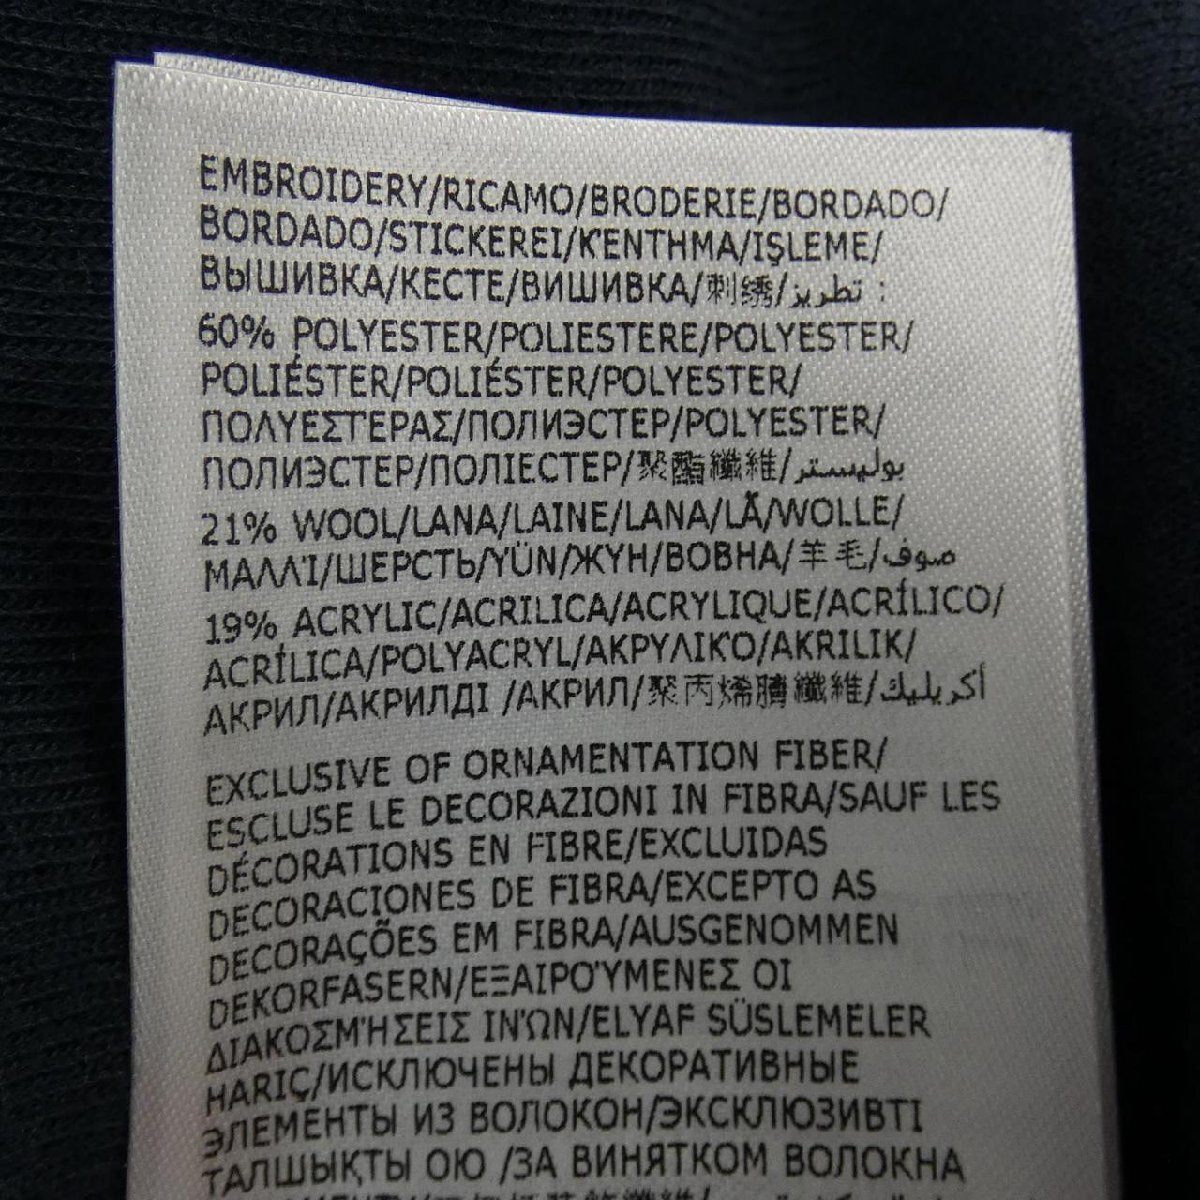 EMBROIDERY/RICAMO/BRODERIE/BORDADO/
BORDADO/STICKEREI/ΚΈΝΤΗΜΑ/IŞLEME/
ВЫШИВКА/КЕСТЕ/ВИШИВКА/刺绣/تطريز :
60% POLYESTER/POLIESTERE/POLYESTER/
POLIÉSTER/POLIÉSTER/POLYESTER/
ΠΟΛΥΕΣΤΕΡΑΣ/ПОЛИЭСТЕР/POLYESTER/
ПОЛИЭСТЕР/ПОЛІЕСТЕР/聚酯纖維/بوليستر
21% WOOL/LANA/LAINE/LANA/LÃ/WOLLE/
ΜΑΛΛΊ/ШЕРСТЬ/YÜN/ЖҮН/ВОВНА/羊毛/صوف
19% ACRYLIC/ACRILICA/ACRYLIQUE/ACRÍLICO/
ACRÍLICA/POLYACRYL/ΑΚΡΥΛΙΚΌ/AKRILIK/
АКРИЛ/АКРИЛДІ /АКРИЛ/聚丙烯腈纖維/أكريليك
EXCLUSIVE OF ORNAMENTATION FIBER/
ESCLUSE LE DECORAZIONI IN FIBRA/SAUF LES
DÉCORATIONS EN FIBRE/EXCLUIDAS
DECORACIONES DE FIBRA/EXCEPTO AS
DECORAÇÕES EM FIBRA/AUSGENOMMEN
DEKORFASERN/ΕΞΑΙΡΟΎΜΕΝΕΣ ΟΙ
ΔΙΑΚΟΣΜΉΣΕΙΣ ΙΝΏΝ/ELYAF SÜSLEMELER
HARIÇ/ИСКЛЮЧЕНЫ ДЕКОРАТИВНЫЕ
ЭЛЕМЕНТЫ ИЗ ВОЛОКОН/ЭКСКЛЮЗИВТІ
ТАЛШЫҚТЫ ОЮ /ЗА ВИНЯТКОМ ВОЛОКНА